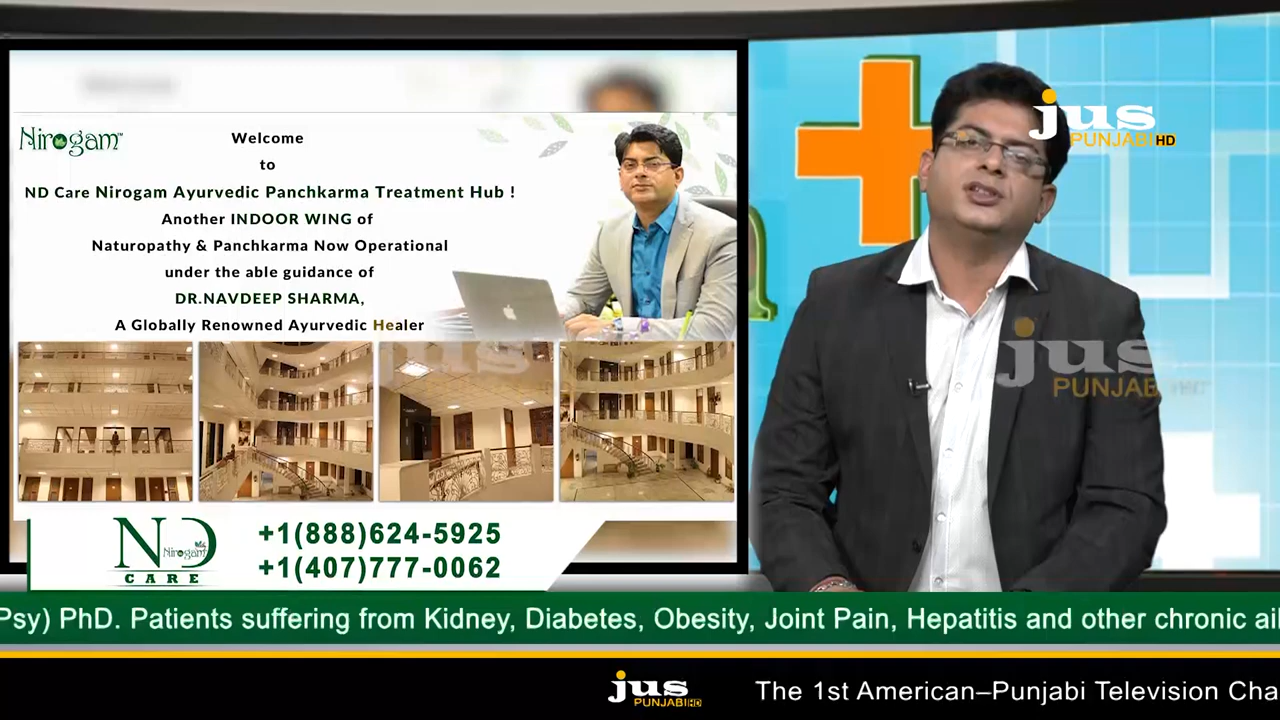 Nirogam
Welcome
to
ND Care Nirogam Ayurvedic Panchkarma Treatment Hub !
Another INDOOR WING of
Naturopathy & Panchkarma Now Operational
under the able guidance of
DR.NAVDEEP SHARMA,
A Globally Renowned Ayurvedic Healer
jus
PUNJABI HD
jus
PUNJABI
jus
ND
Nirogam
CARE
+1(888)624-5925
+1(407)777-0062
Psy) PhD. Patients suffering from Kidney, Diabetes, Obesity, Joint Pain, Hepatitis and other chronic ail
jus
PUNJABI HD
The 1st American–Punjabi Television Cha